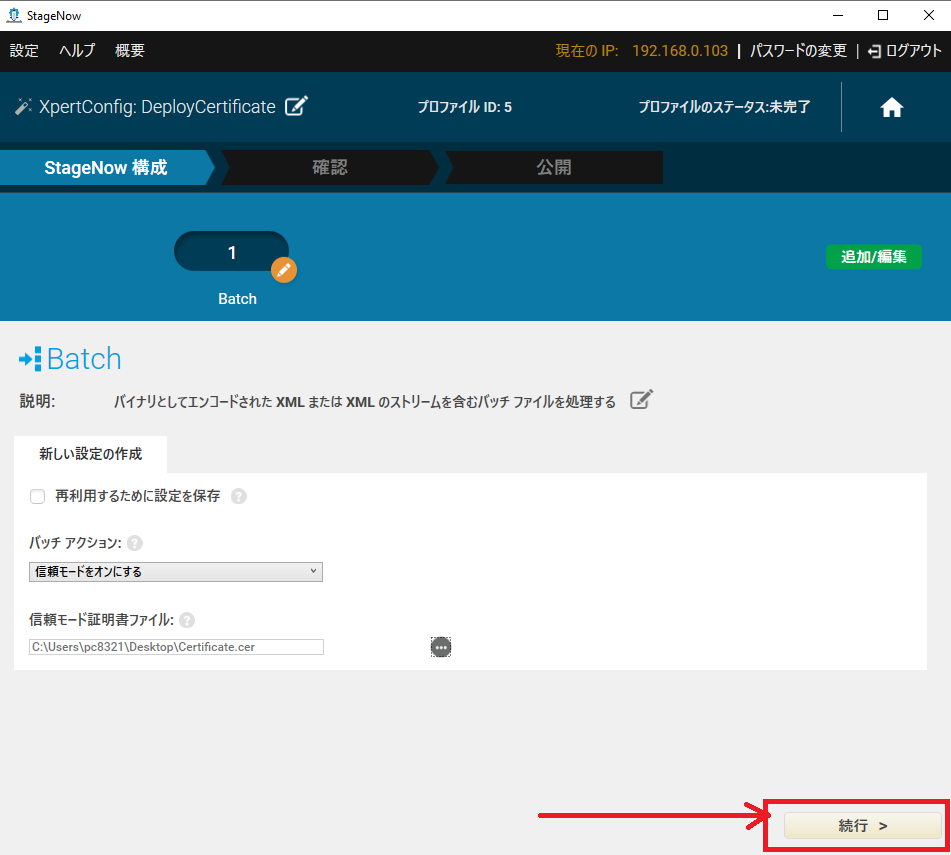 StageNow
設定 ヘルプ 概要 現在の IP: 192.168.0.103 | パスワードの変更 | ログアウト
XpertConfig: DeployCertificate プロファイル ID: 5 プロファイルのステータス:未完了
StageNow 構成 確認 公開
1
追加/編集
Batch
Batch
説明: バイナリとしてエンコードされた XML または XML のストリームを含むバッチ ファイルを処理する
新しい設定の作成
再利用するために設定を保存 ?
バッチ アクション: ?
信頼モードをオンにする
信頼モード証明書ファイル: ?
C:\Users\pc8321\Desktop\Certificate.cer
続行 >